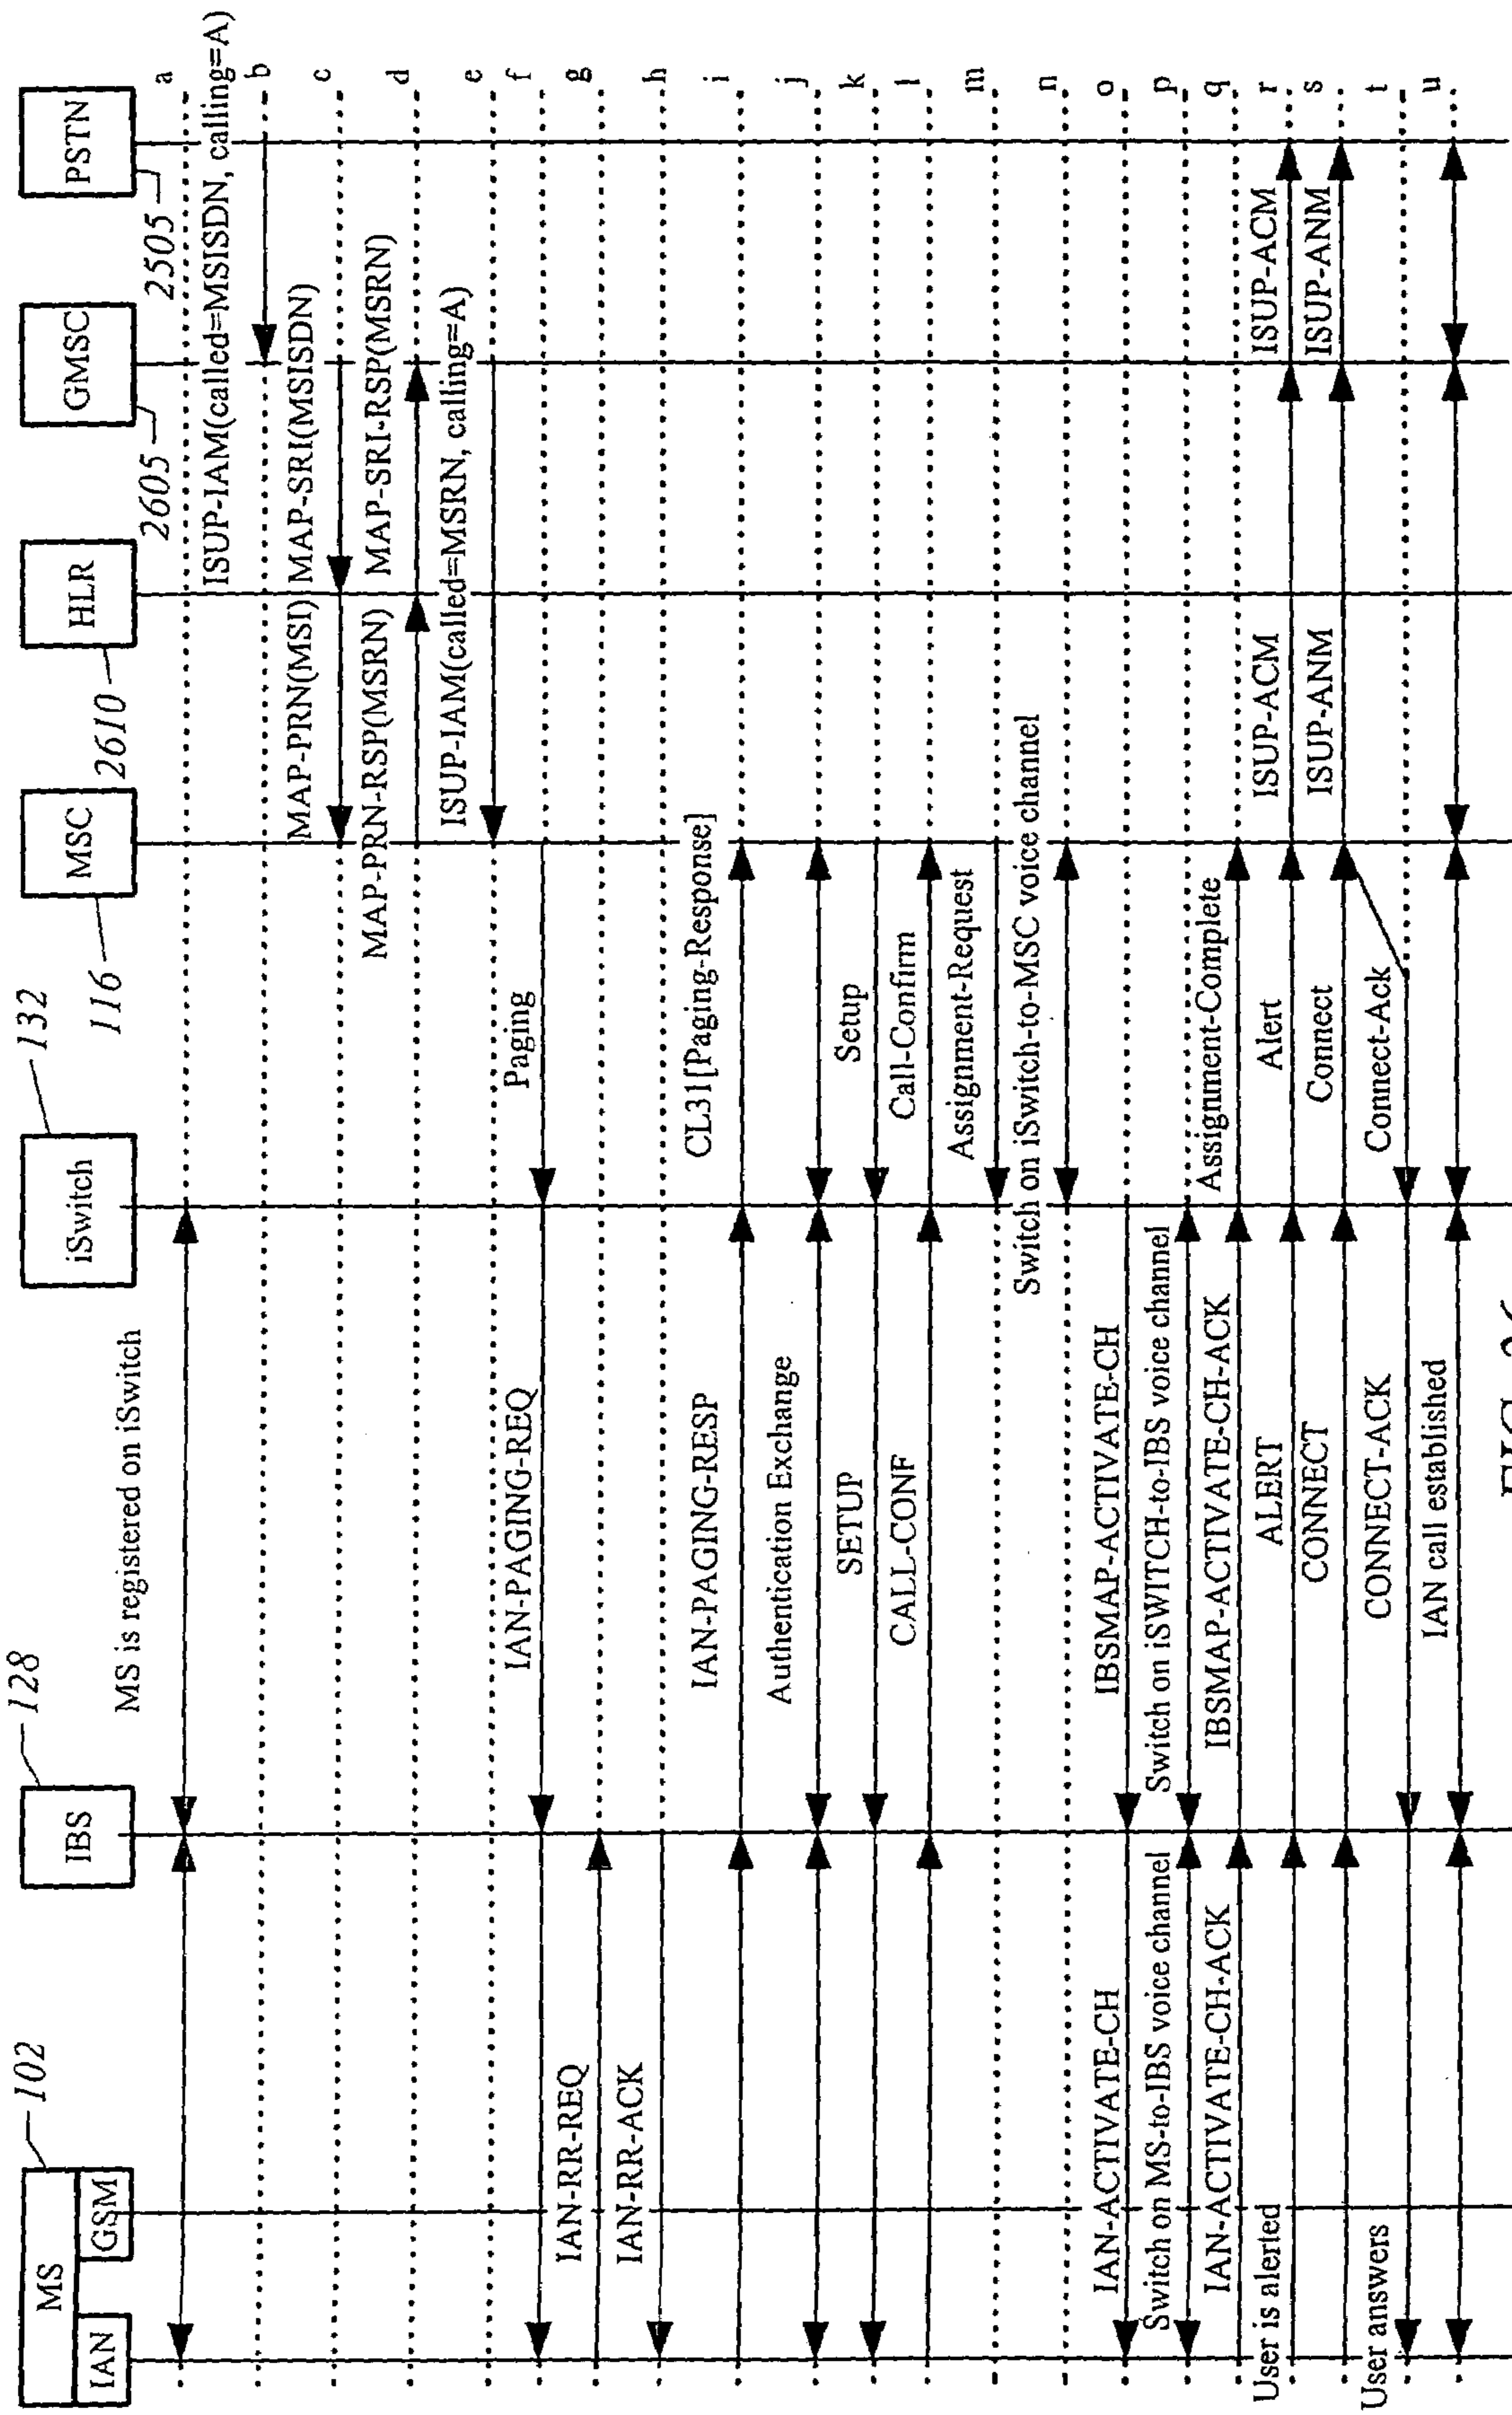 MS
IAN
GSM
102
IBS
128
iSwitch
132
MSC
116
HLR
2610
GMSC
2605
PSTN
2505
MS is registered on iSwitch
a
ISUP-IAM(called=MSISDN, calling=A)
b
MAP-PRN(MSI)
MAP-SRI(MSISDN)
c
MAP-PRN-RSP(MSRN)
MAP-SRI-RSP(MSRN)
d
ISUP-IAM(called=MSRN, calling=A)
e
IAN-PAGING-REQ
Paging
f
IAN-RR-REQ
g
IAN-RR-ACK
h
IAN-PAGING-RESP
CL31[Paging-Response]
i
Authentication Exchange
j
SETUP
Setup
k
CALL-CONF
Call-Confirm
l
Assignment-Request
m
Switch on iSwitch-to-MSC voice channel
n
IAN-ACTIVATE-CH
IBSMAP-ACTIVATE-CH
o
Switch on MS-to-IBS voice channel
Switch on iSWITCH-to-IBS voice channel
p
IAN-ACTIVATE-CH-ACK
IBSMAP-ACTIVATE-CH-ACK
Assignment-Complete
q
User is alerted
ALERT
Alert
ISUP-ACM
ISUP-ACM
r
CONNECT
Connect
ISUP-ANM
ISUP-ANM
s
User answers
CONNECT-ACK
Connect-Ack
t
IAN call established
u